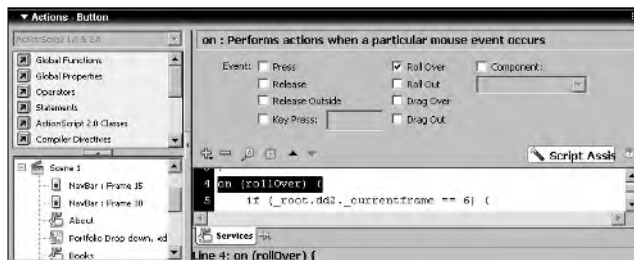 Actions - Button
ActionScript 1.0 & 2.0
Global Functions
Global Properties
Operators
Statements
ActionScript 2.0 Classes
Compiler Directives
Scene 1
NavBar : Frame 15
NavBar : Frame 30
About
Portfolio Drop down, <d
Books
on : Performs actions when a particular mouse event occurs
Event:
Press
Roll Over
Component:
Release
Roll Out
Release Outside
Drag Over
Key Press:
Drag Out
Script Assis
4 on (rollOver) {
5 if (_root.dd2._currentframe == 6) {
Services
Line 4: on (rollOver) {